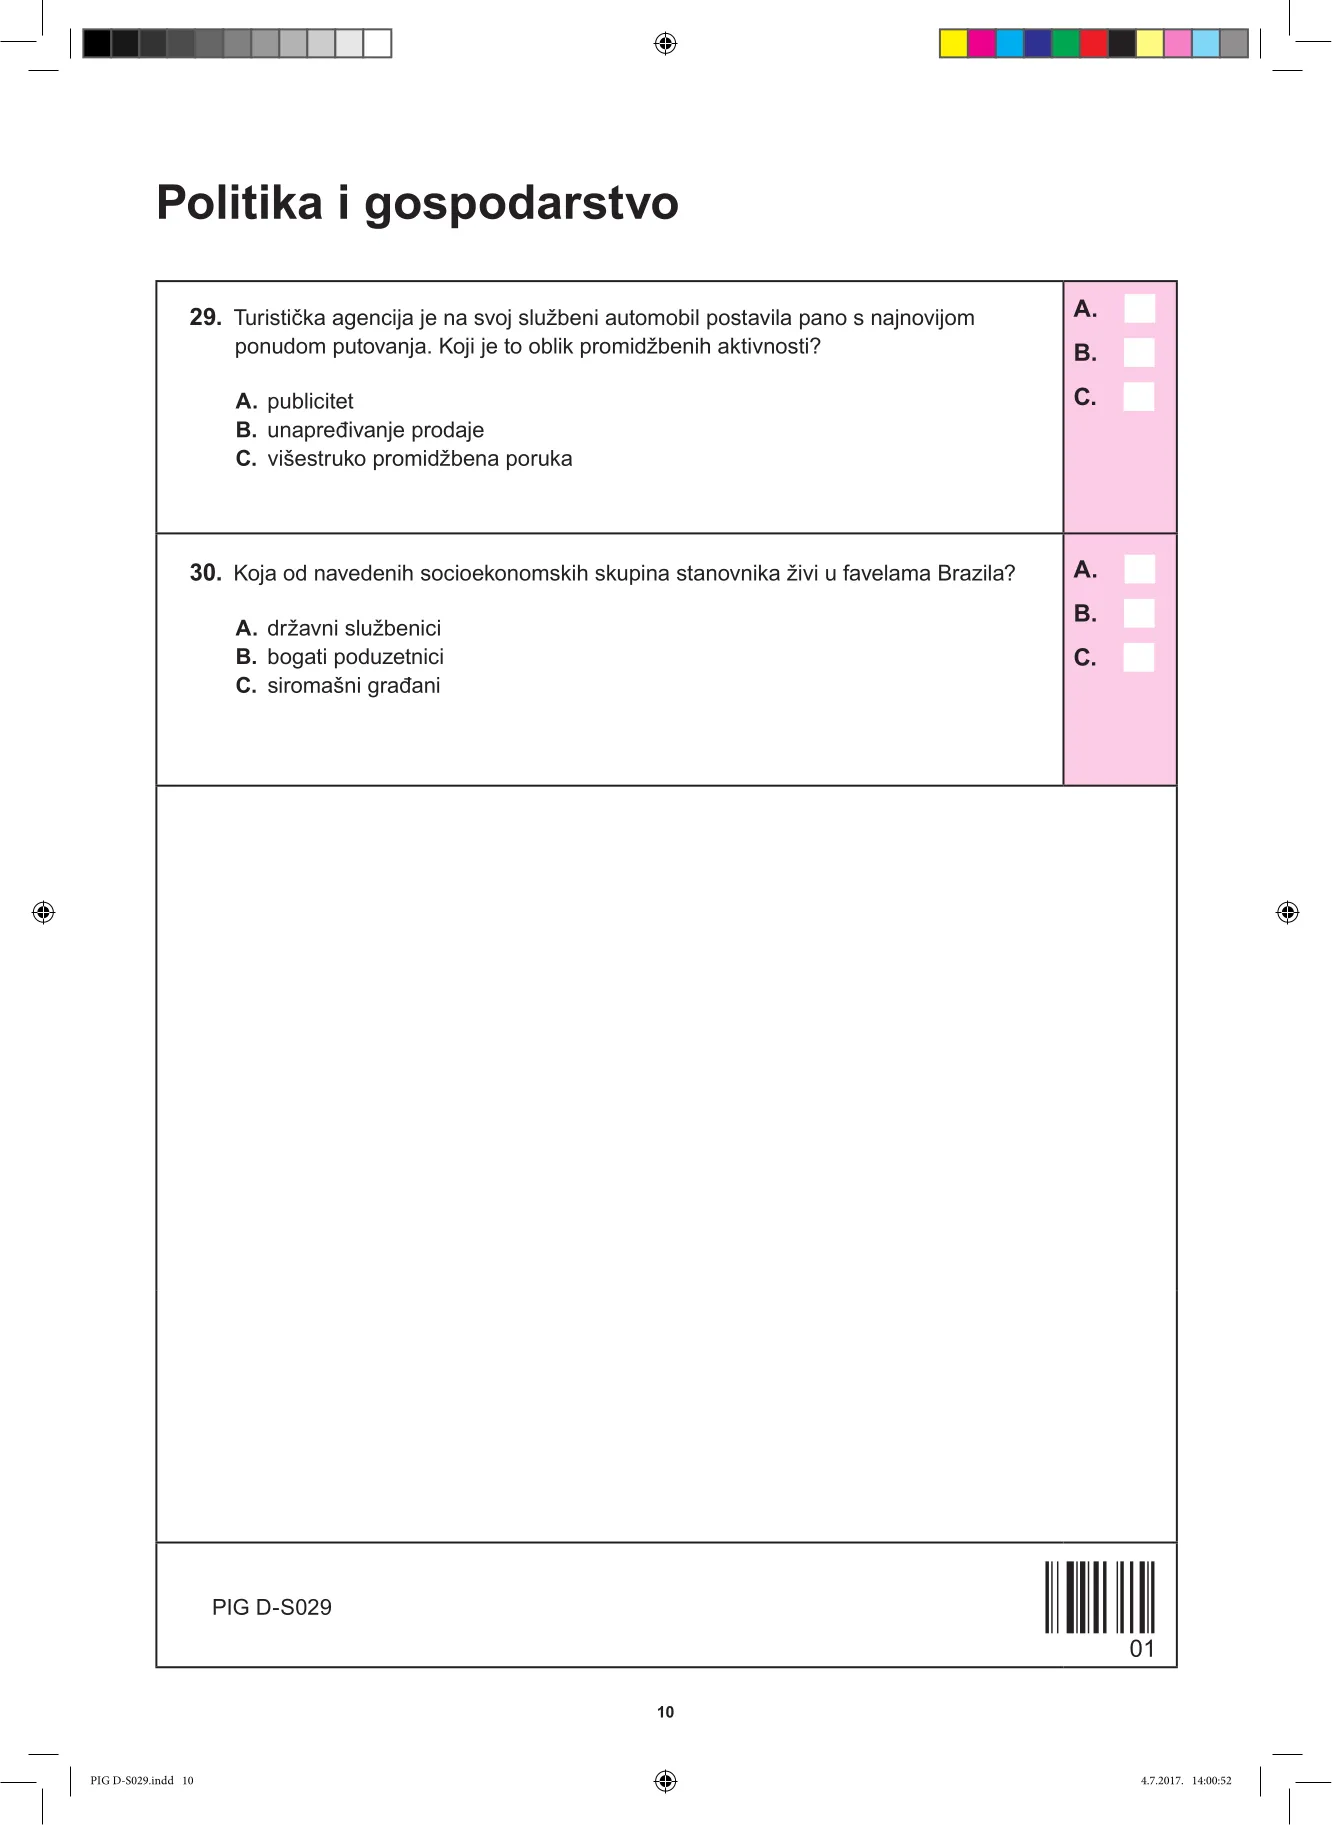 Politika i gospodarstvo
29. Turistička agencija je na svoj službeni automobil postavila pano s najnovijom
ponudom putovanja. Koji je to oblik promidžbenih aktivnosti?
A. publicitet
B. unapređivanje prodaje
C. višestruko promidžbena poruka
A.
B.
C.
30. Koja od navedenih socioekonomskih skupina stanovnika živi u favelama Brazila?
A. državni službenici
B. bogati poduzetnici
C. siromašni građani
A.
B.
C.
PIG D-S029
01
10
PIG D-S029.indd 10
4.7.2017. 14:00:52